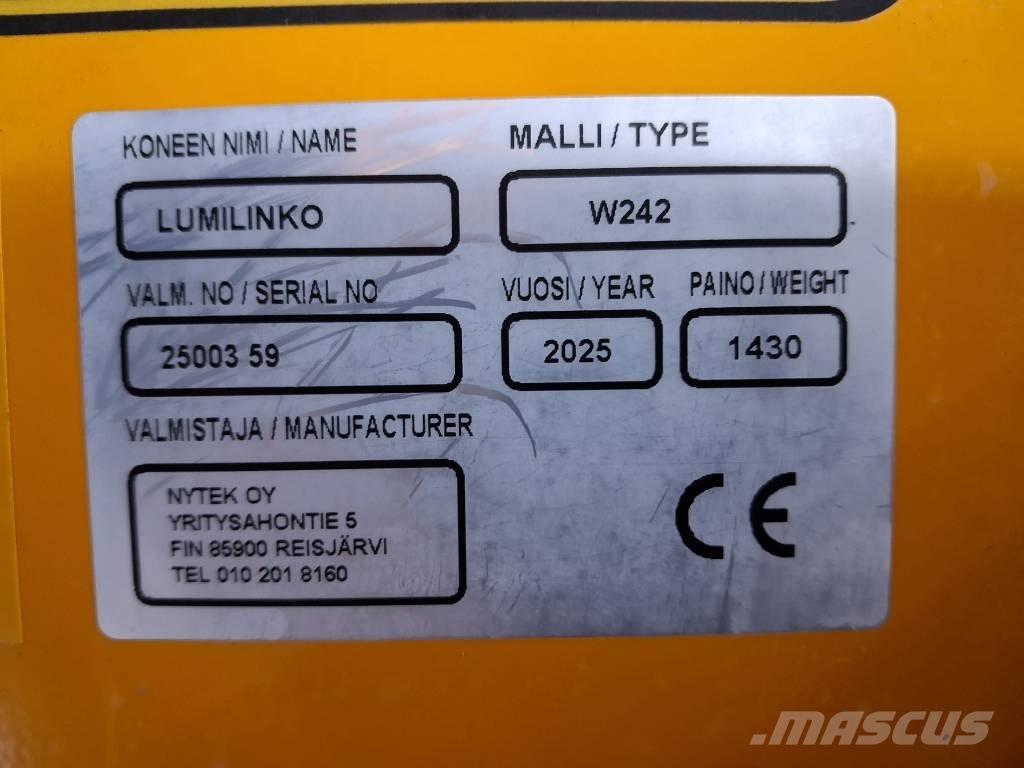 KONEEN NIMI / NAME
LUMILINKO
MALLI / TYPE
W242
VALM. NO / SERIAL NO
25003 59
VUOSI / YEAR
2025
PAINO / WEIGHT
1430
VALMISTAJA / MANUFACTURER
NYTEK OY
YRITYSAHONTIE 5
FIN 85900 REISJÄRVI
TEL 010 201 8160
CE
MASCUS